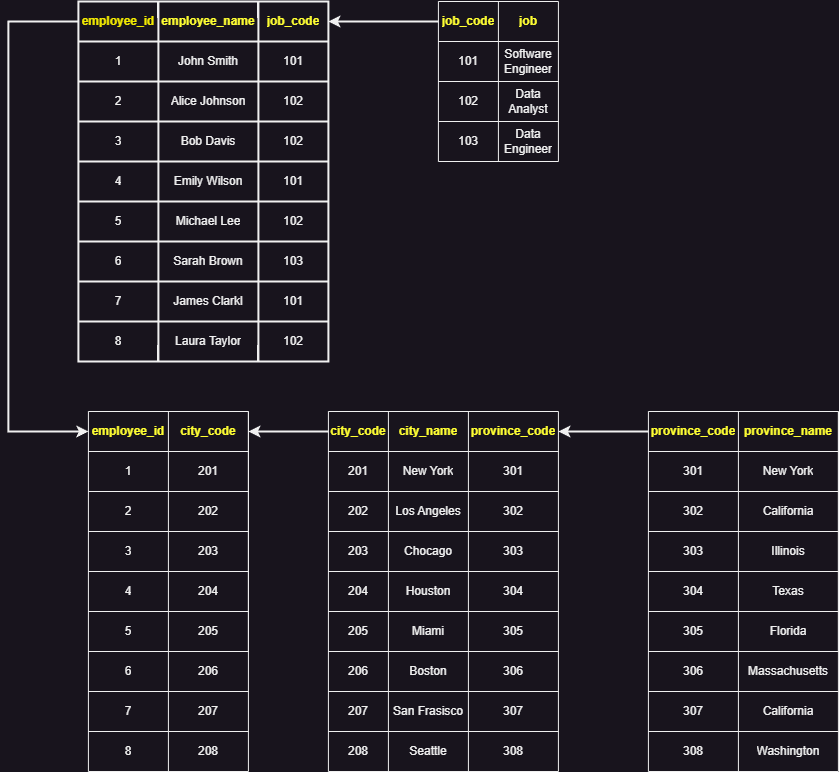 employee_id employee_name job_code
1 John Smith 101
2 Alice Johnson 102
3 Bob Davis 102
4 Emily Wilson 101
5 Michael Lee 102
6 Sarah Brown 103
7 James Clarkl 101
8 Laura Taylor 102
job_code job
101 Software
Engineer
102 Data
Analyst
103 Data
Engineer
employee_id city_code
1 201
2 202
3 203
4 204
5 205
6 206
7 207
8 208
city_code city_name province_code
201 New York 301
202 Los Angeles 302
203 Chocago 303
204 Houston 304
205 Miami 305
206 Boston 306
207 San Frasisco 307
208 Seattle 308
province_code province_name
301 New York
302 California
303 Illinois
304 Texas
305 Florida
306 Massachusetts
307 California
308 Washington